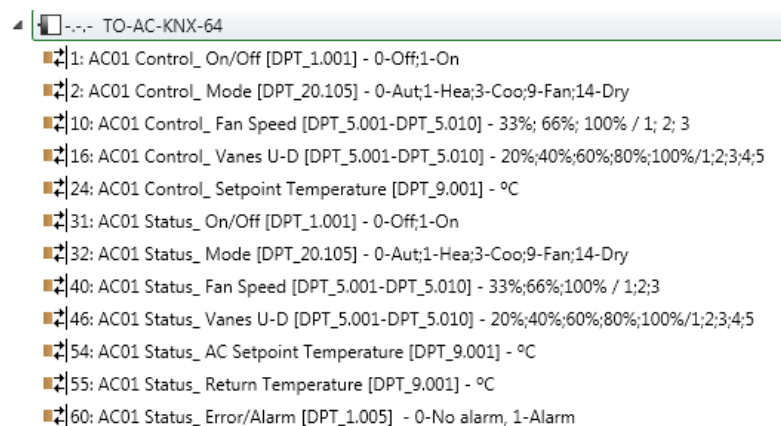 -.-.- TO-AC-KNX-64
1: AC01 Control_ On/Off [DPT_1.001] - 0-Off;1-On
2: AC01 Control_ Mode [DPT_20.105] - 0-Aut;1-Hea;3-Coo;9-Fan;14-Dry
10: AC01 Control_ Fan Speed [DPT_5.001-DPT_5.010] - 33%; 66%; 100% / 1; 2; 3
16: AC01 Control_ Vanes U-D [DPT_5.001-DPT_5.010] - 20%;40%;60%;80%;100%/1;2;3;4;5
24: AC01 Control_ Setpoint Temperature [DPT_9.001] - ºC
31: AC01 Status_ On/Off [DPT_1.001] - 0-Off;1-On
32: AC01 Status_ Mode [DPT_20.105] - 0-Aut;1-Hea;3-Coo;9-Fan;14-Dry
40: AC01 Status_ Fan Speed [DPT_5.001-DPT_5.010] - 33%;66%;100% / 1;2;3
46: AC01 Status_ Vanes U-D [DPT_5.001-DPT_5.010] - 20%;40%;60%;80%;100%/1;2;3;4;5
54: AC01 Status_ AC Setpoint Temperature [DPT_9.001] - ºC
55: AC01 Status_ Return Temperature [DPT_9.001] - ºC
60: AC01 Status_ Error/Alarm [DPT_1.005]  - 0-No alarm, 1-Alarm